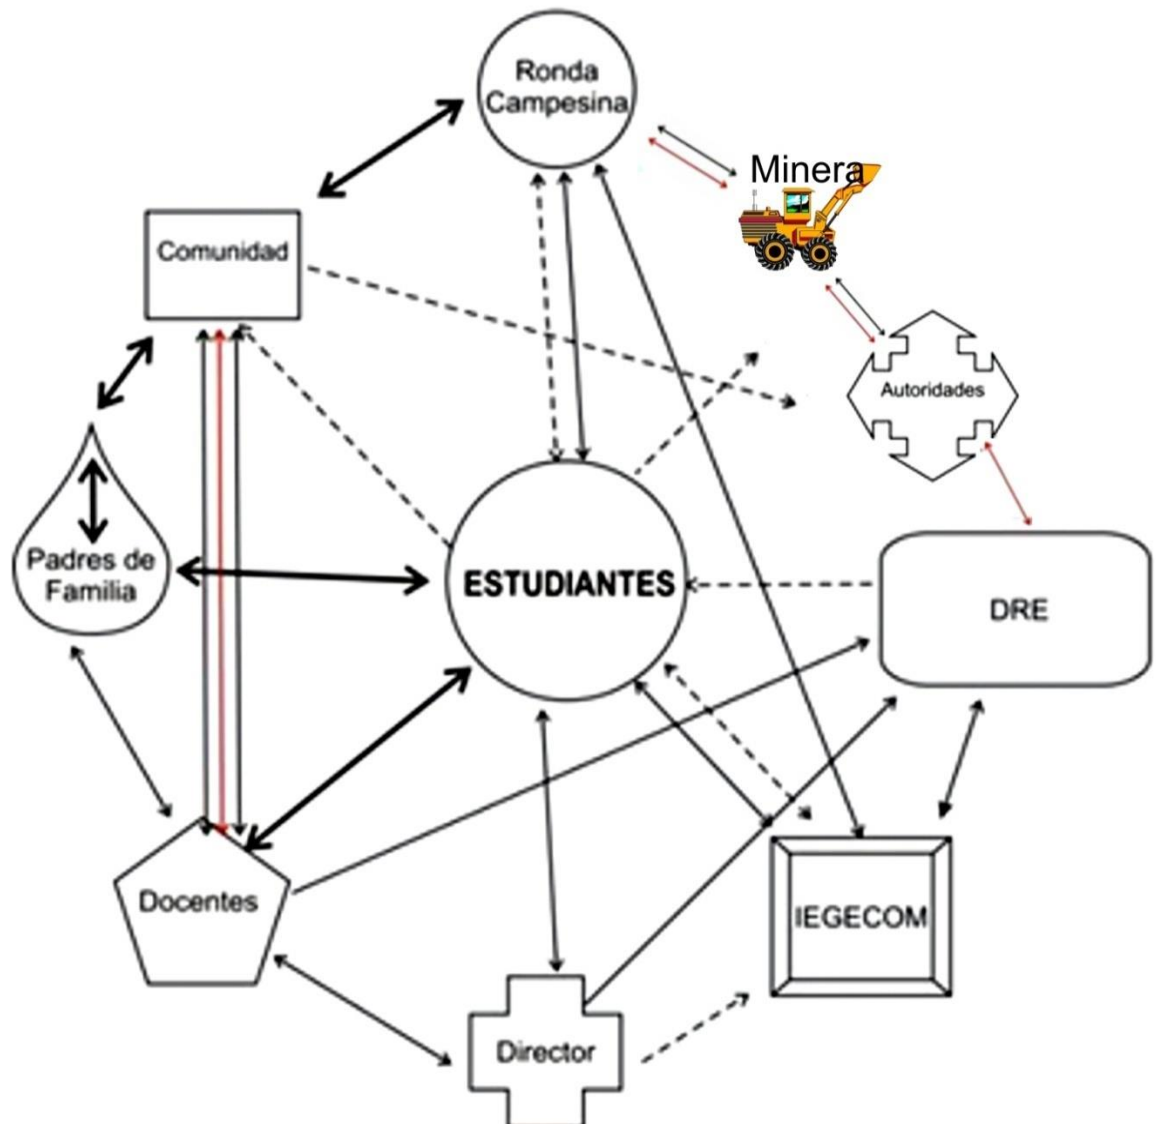 Ronda
Campesina
Minera
Comunidad
Autoridades
Padres de
Familia
ESTUDIANTES
DRE
Docentes
IEGECOM
Director